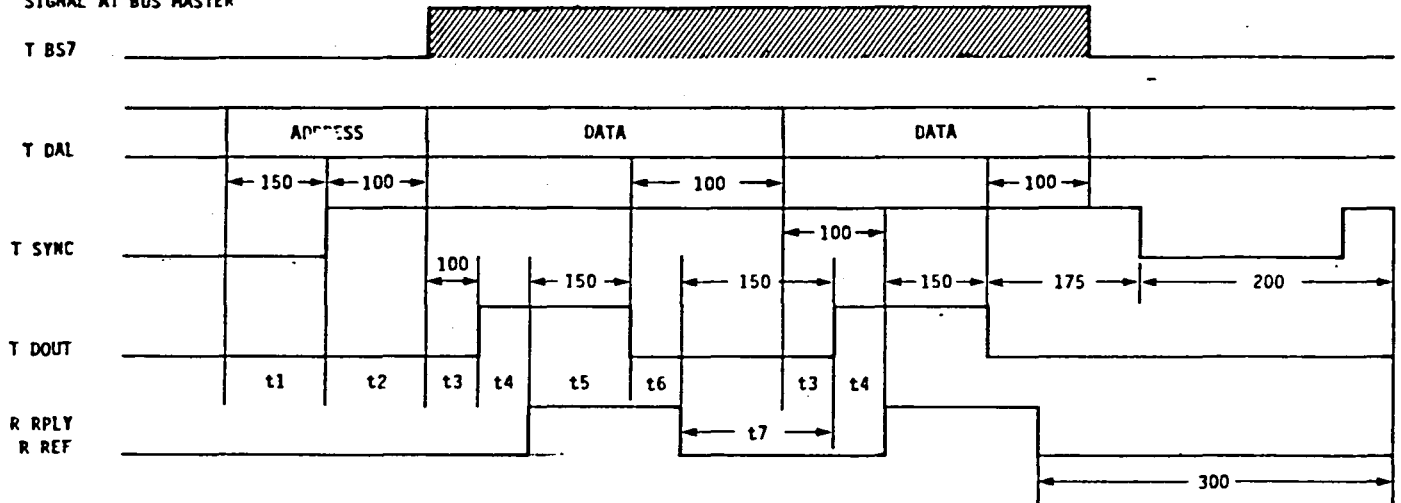 SIGNAL AT BUS MASTER
T BS7
T DAL
DATA
DATA
150
100
100
100
T SYNC
100
100
150
150
150
175
200
T DOUT
t1
t2
t3
t4
t5
t6
t3
t4
R RPLY
R REF
t7
300